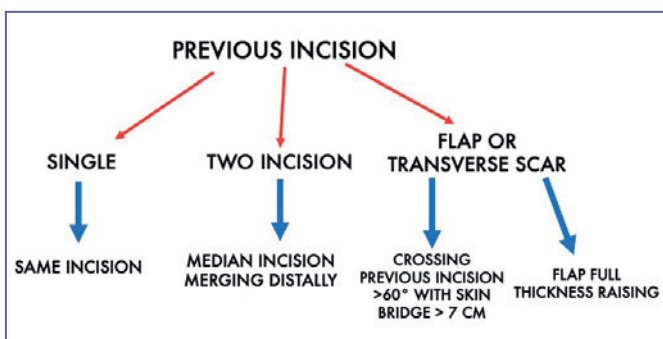 PREVIOUS INCISION
SINGLE
TWO INCISION
FLAP OR
TRANSVERSE SCAR
SAME INCISION
MEDIAN INCISION
MERGING DISTALLY
CROSSING
PREVIOUS INCISION
>60° WITH SKIN
BRIDGE > 7 CM
FLAP FULL
THICKNESS RAISING